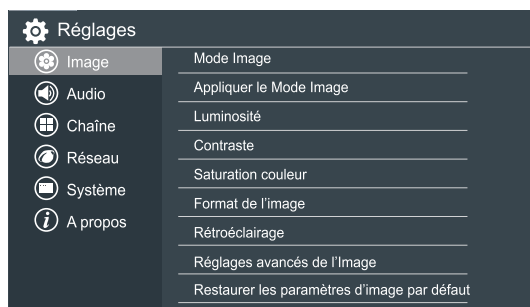 Réglages
Image
Audio
Chaîne
Réseau
Système
A propos
Mode Image
Appliquer le Mode Image
Luminosité
Contraste
Saturation couleur
Format de l'image
Rétroéclairage
Réglages avancés de l'Image
Restaurer les paramètres d'image par défaut